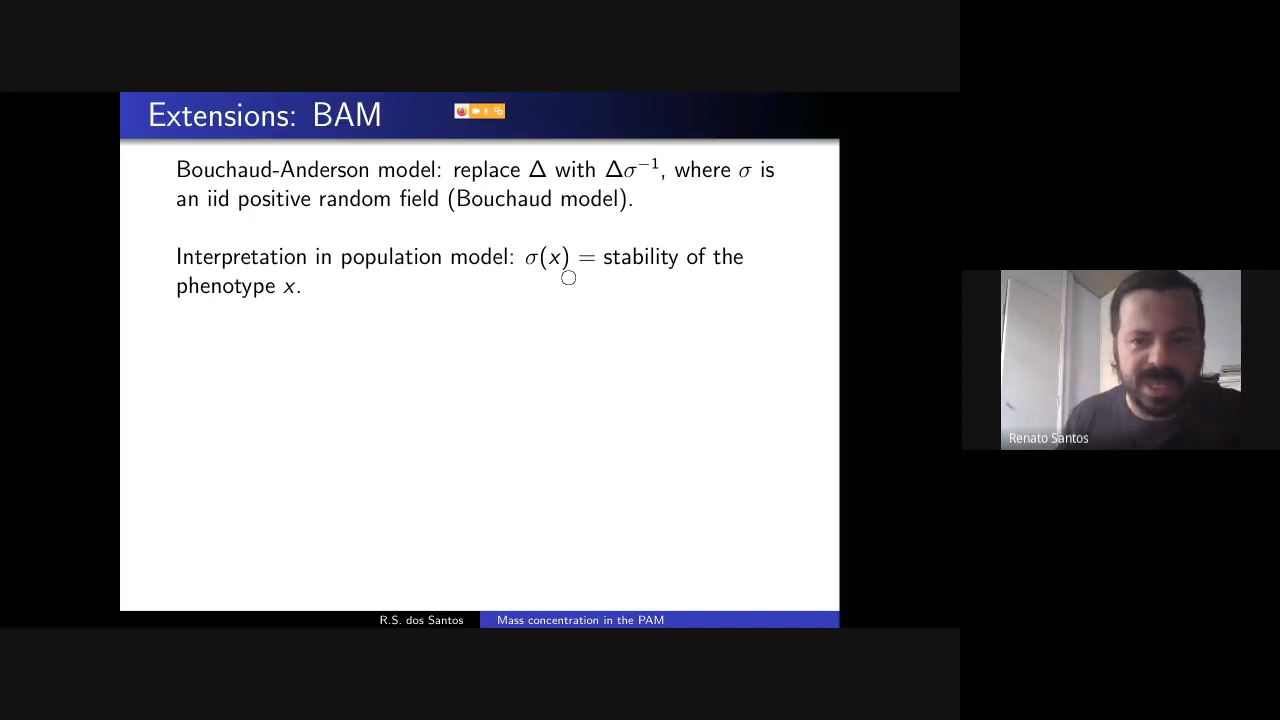 Extensions: BAM
Bouchaud-Anderson model: replace Δ with Δσ⁻¹, where σ is
an iid positive random field (Bouchaud model).
Interpretation in population model: σ(x) = stability of the
phenotype x.
Renato Santos
R.S. dos Santos
Mass concentration in the PAM